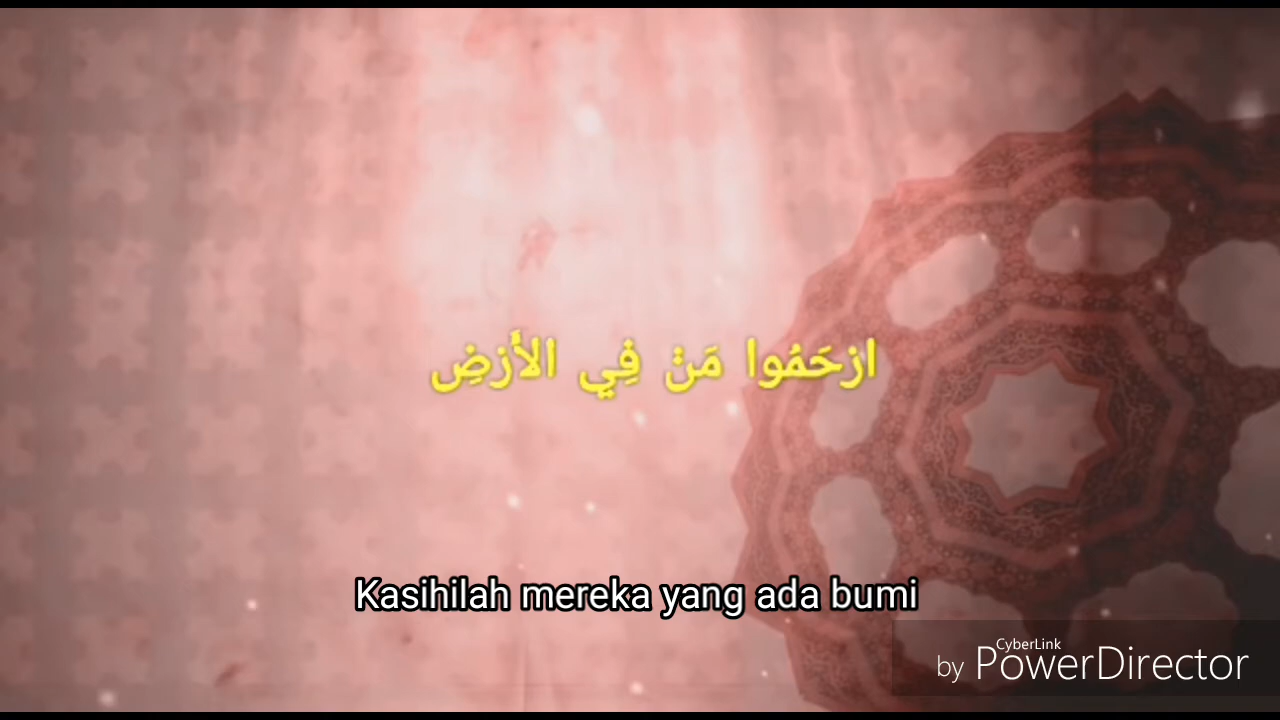 ارْحَمُوا مَنْ فِي الأَرْضِ
Kasihilah mereka yang ada bumi
CyberLink
by PowerDirector